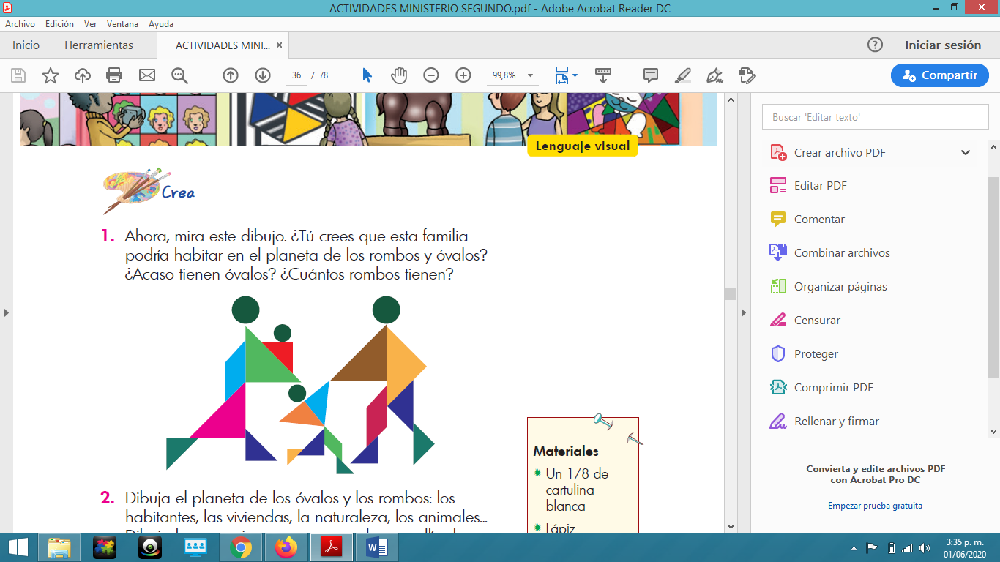 ACTIVIDADES MINISTERIO SEGUNDO.pdf - Adobe Acrobat Reader DC
Archivo Edición Ver Ventana Ayuda
Inicio Herramientas ACTIVIDADES MINI... × Iniciar sesión
36 / 78 99,8% Compartir
Lenguaje visual
Crea
1. Ahora, mira este dibujo. ¿Tú crees que esta familia
podría habitar en el planeta de los rombos y óvalos?
¿Acaso tienen óvalos? ¿Cuántos rombos tienen?
Materiales
Un 1/8 de
cartulina
blanca
Lápiz
2. Dibuja el planeta de los óvalos y los rombos: los
habitantes, las viviendas, la naturaleza, los animales...
Buscar 'Editar texto'
Crear archivo PDF
Editar PDF
Comentar
Combinar archivos
Organizar páginas
Censurar
Proteger
Comprimir PDF
Rellenar y firmar
Convierta y edite archivos PDF
con Acrobat Pro DC
Empezar prueba gratuita
3:35 p. m.
01/06/2020